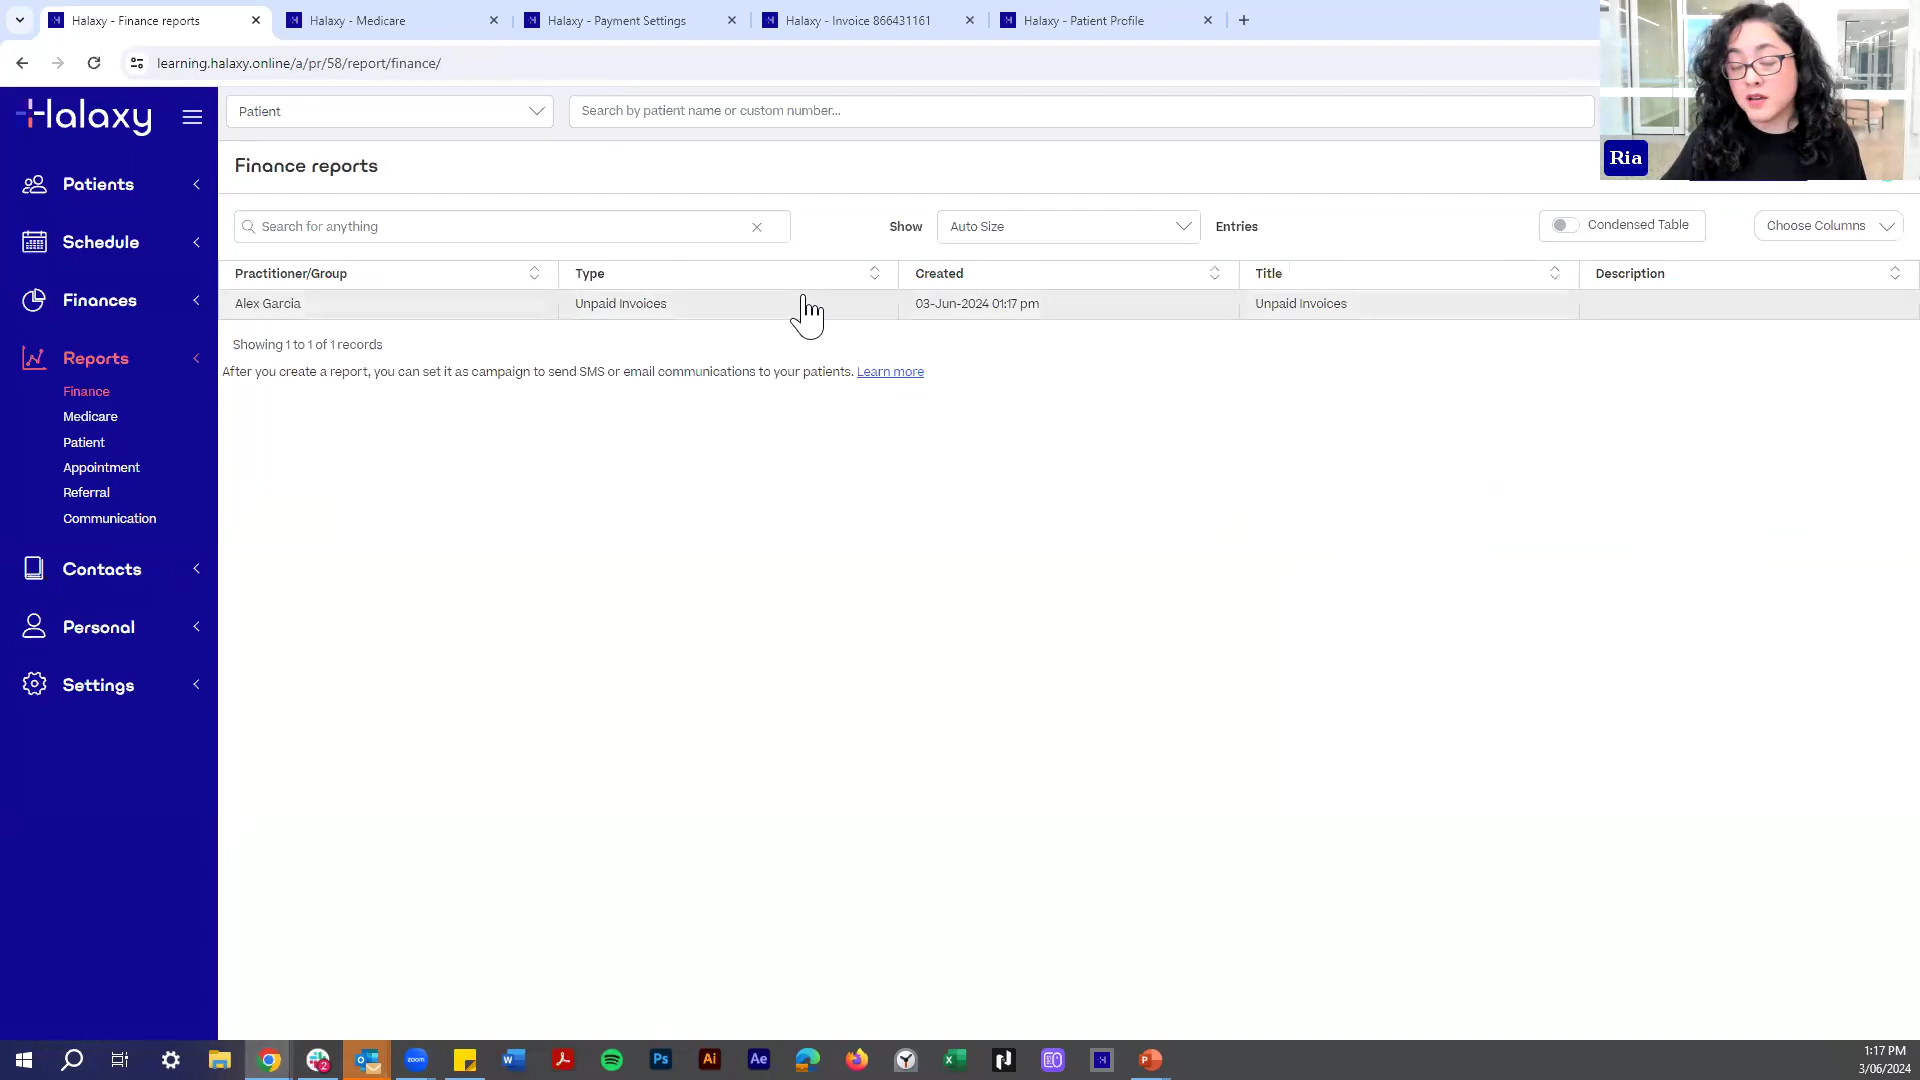 Halaxy - Finance reports
Halaxy - Medicare
Halaxy - Payment Settings
Halaxy - Invoice 866431161
Halaxy - Patient Profile
learning.halaxy.online/a/pr/58/report/finance/
Halaxy
Patient
Search by patient name or custom number...
Ria
Finance reports
Search for anything
Show
Auto Size
Entries
Condensed Table
Choose Columns
Practitioner/Group
Type
Created
Title
Description
Alex Garcia
Unpaid Invoices
03-Jun-2024 01:17 pm
Unpaid Invoices
Showing 1 to 1 of 1 records
After you create a report, you can set it as campaign to send SMS or email communications to your patients. Learn more
Patients
Schedule
Finances
Reports
Finance
Medicare
Patient
Appointment
Referral
Communication
Contacts
Personal
Settings
2
zoom
Ps
Ai
Ae
1:17 PM
3/06/2024